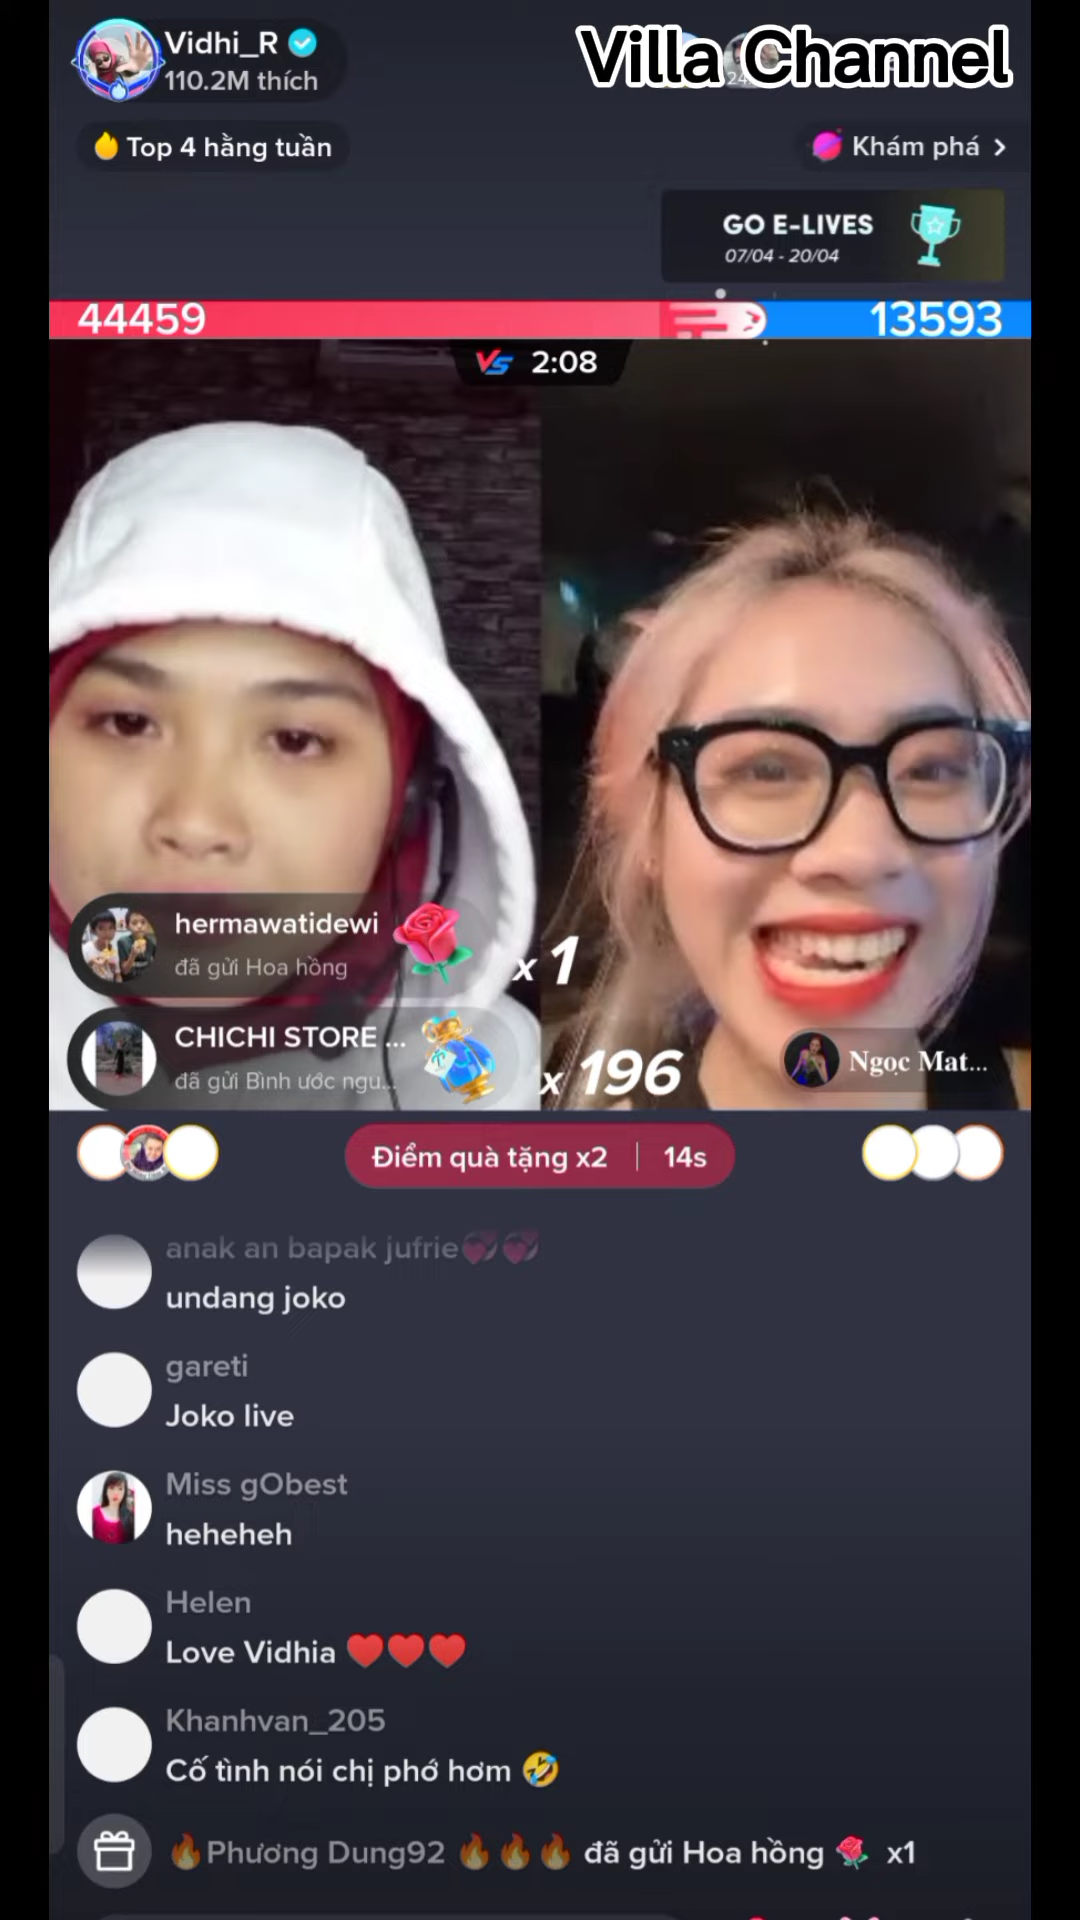 Vidhi_R
110.2M thích
Villa Channel
Top 4 hằng tuần
Khám phá
GO E-LIVES
07/04 - 20/04
44459
13593
VS 2:08
hermawatidewi
đã gửi Hoa hồng
x 1
CHICHI STORE ...
đã gửi Bình ước ngu...
x 196
Ngọc Mat...
Điểm quà tặng x2 | 14s
anak an bapak jufrie💞💞
undang joko
gareti
Joko live
Miss gObest
heheheh
Helen
Love Vidhia ❤️❤️❤️
Khanhvan_205
Cố tình nói chị phớ hơm 🤣
🔥Phương Dung92 🔥🔥🔥 đã gửi Hoa hồng 🌹 x1